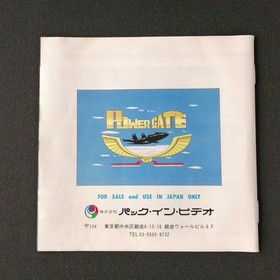 POWER GATE
FOR SALE and USE IN JAPAN ONLY
株式会社 パック・イン・ビデオ
〒104 東京都中央区銀座8-13-16 銀座ウォールビル6F
TEL 03-5565-8732